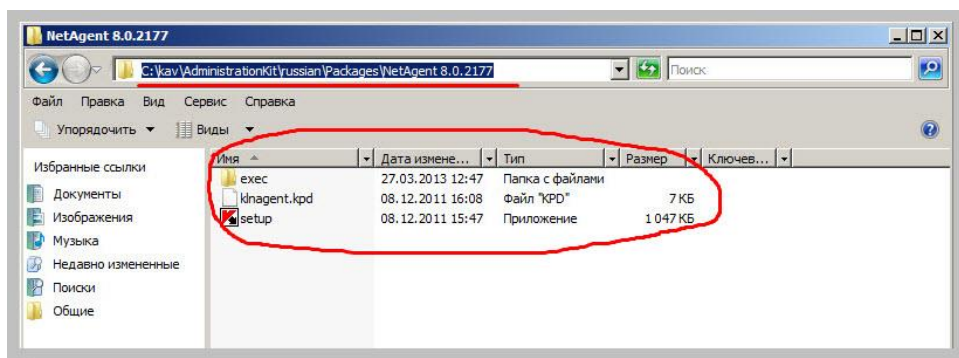 NetAgent 8.0.2177
C:\kav\AdministrationKit\russian\Packages\NetAgent 8.0.2177
Поиск
Файл Правка Вид Сервис Справка
Упорядочить Виды
Избранные ссылки
Документы
Изображения
Музыка
Недавно измененные
Поиски
Общие
Имя Дата измене... Тип Размер Ключев...
exec 27.03.2013 12:47 Папка с файлами
klnagent.kpd 08.12.2011 16:08 Файл "KPD" 7 КБ
setup 08.12.2011 15:47 Приложение 1 047 КБ